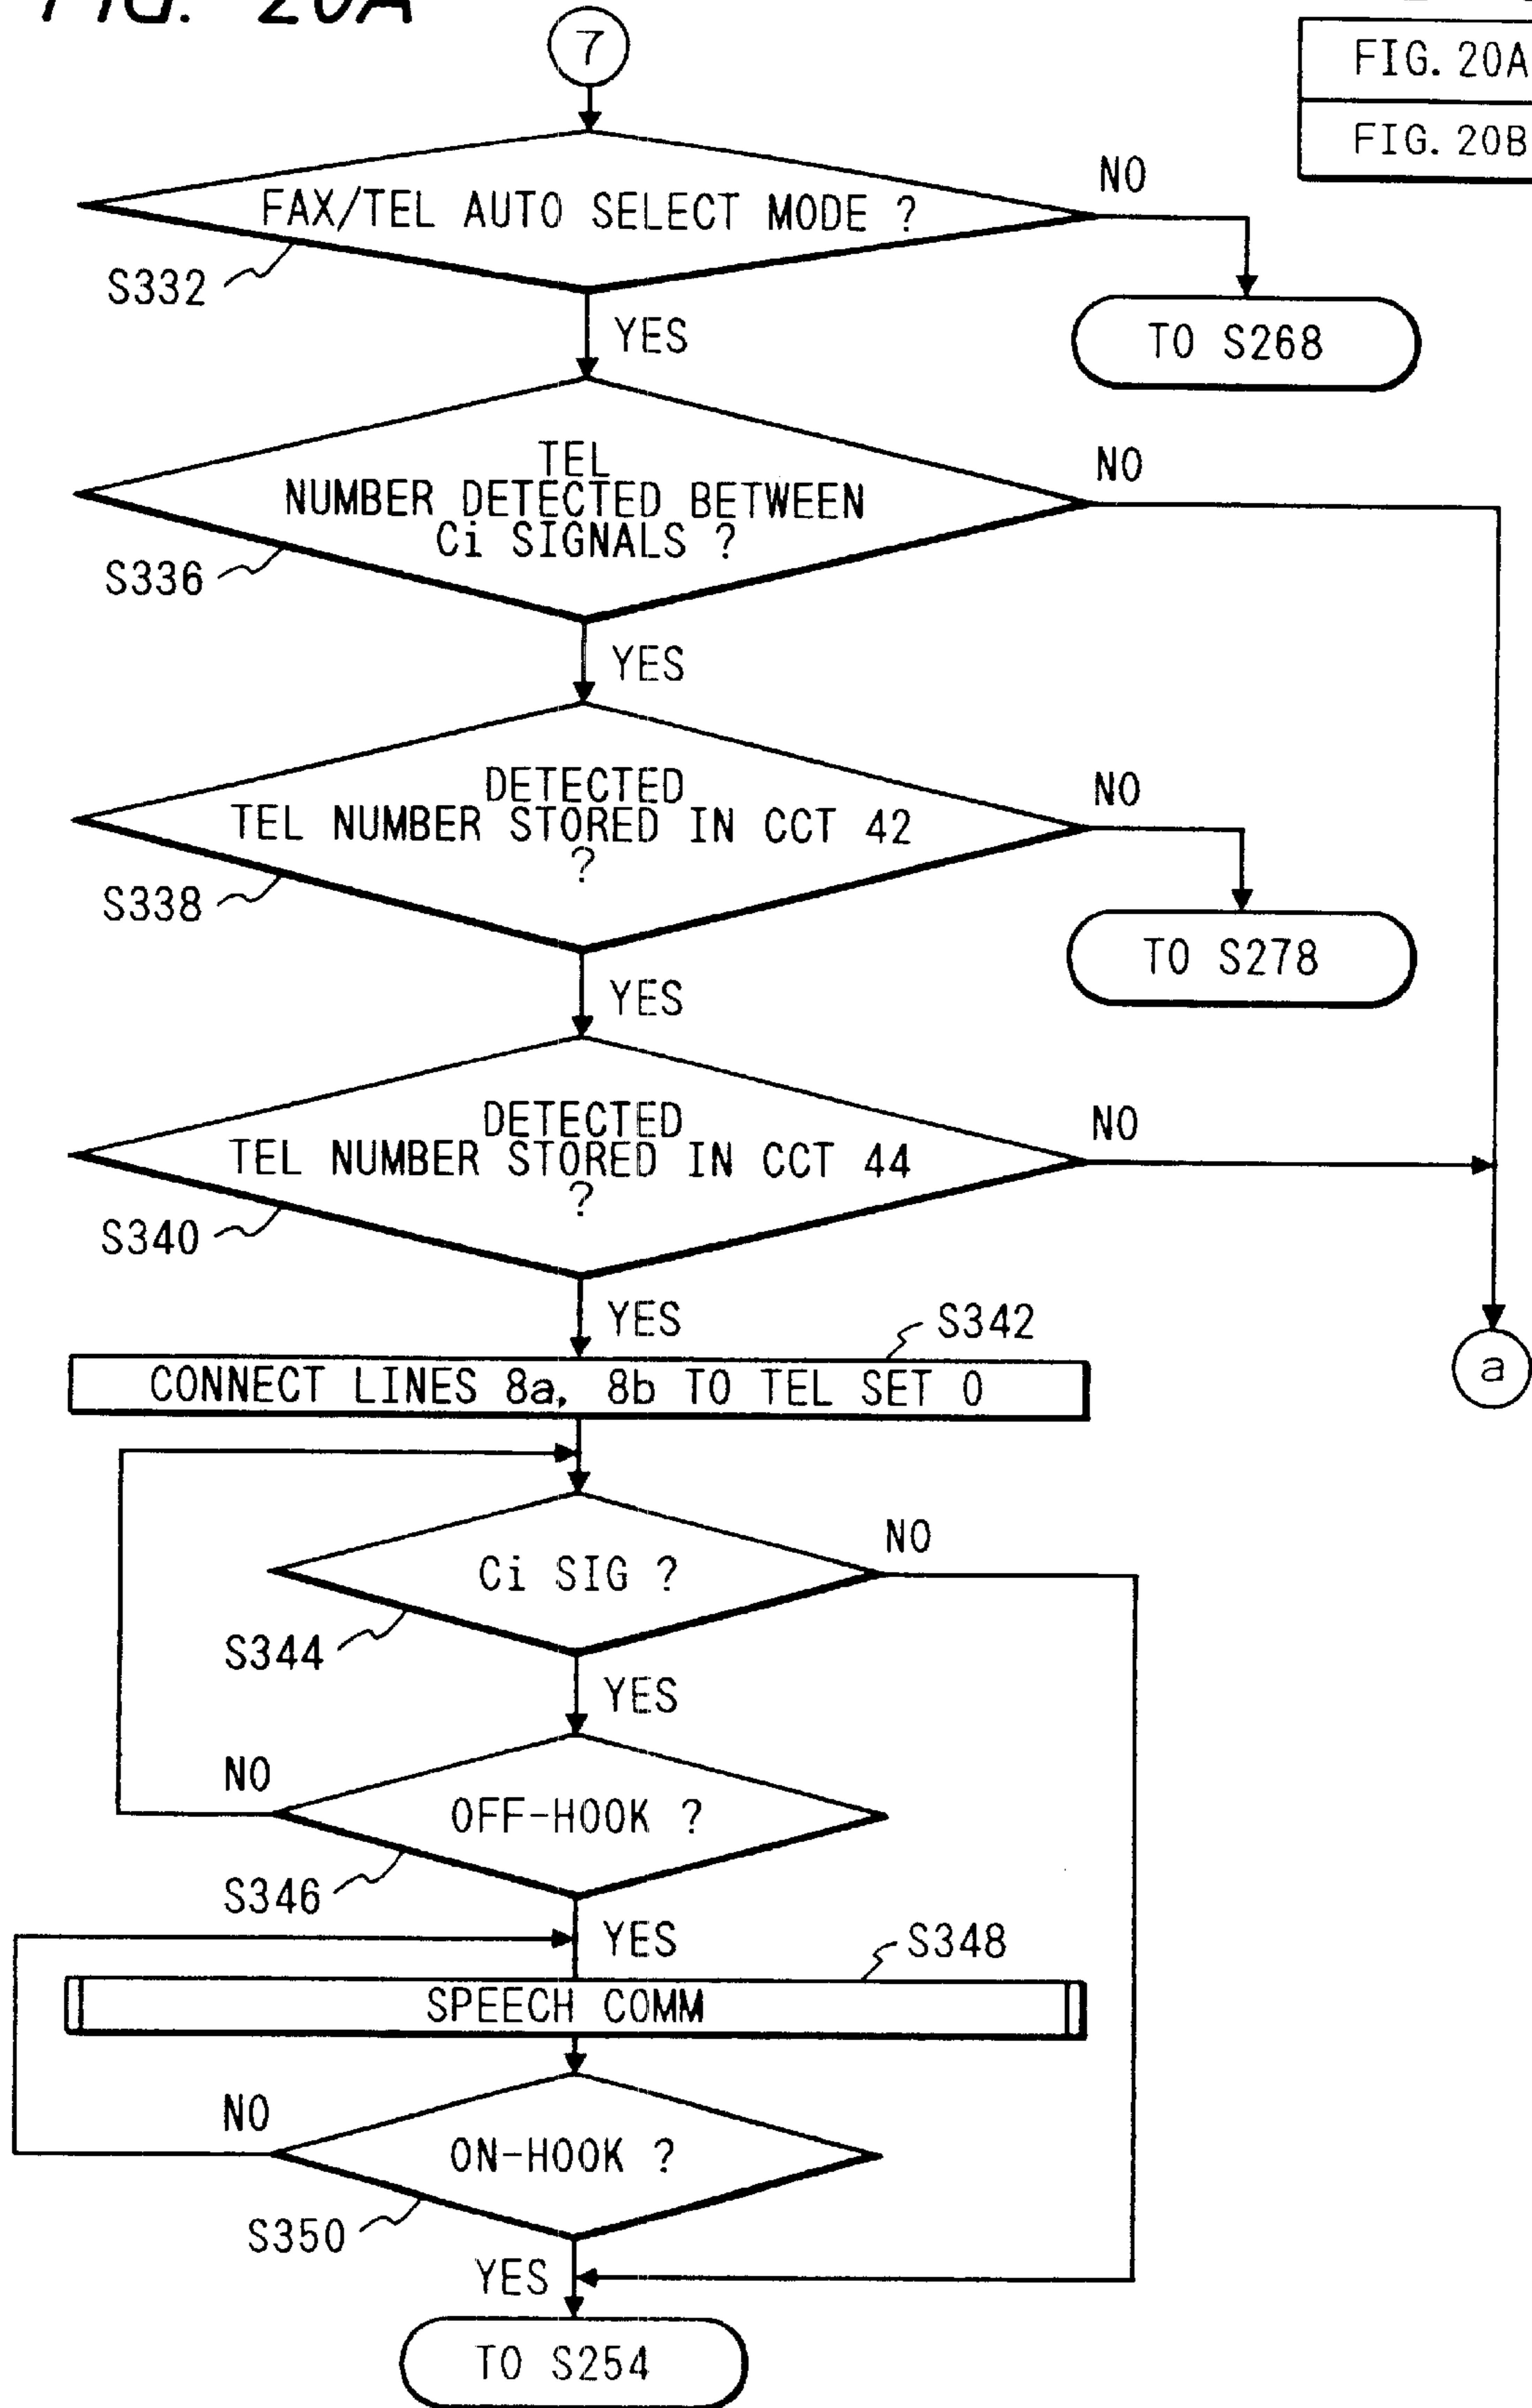 FIG. 20A
FIG. 20A
FIG. 20B
7
FAX/TEL AUTO SELECT MODE ?
NO
S332
YES
TO S268
TEL
NUMBER DETECTED BETWEEN
Ci SIGNALS ?
NO
S336
YES
DETECTED
TEL NUMBER STORED IN CCT 42
?
NO
S338
YES
TO S278
DETECTED
TEL NUMBER STORED IN CCT 44
?
NO
S340
YES
S342
CONNECT LINES 8a, 8b TO TEL SET 0
a
Ci SIG ?
NO
S344
YES
NO
OFF-HOOK ?
S346
YES
S348
SPEECH COMM
NO
ON-HOOK ?
S350
YES
TO S254